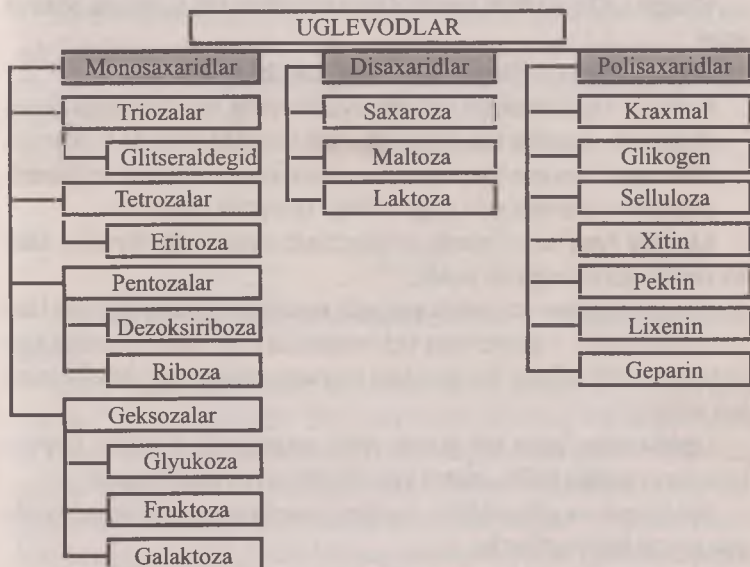 UGLEVODLAR
Monosaxaridlar
Disaxaridlar
Polisaxaridlar
Triozalar
Saxaroza
Kraxmal
Glitseraldegid
Maltoza
Glikogen
Tetrozalar
Laktoza
Selluloza
Eritroza
Xitin
Pentozalar
Pektin
Dezoksiriboza
Lixenin
Riboza
Geparin
Geksozalar
Glyukoza
Fruktoza
Galaktoza